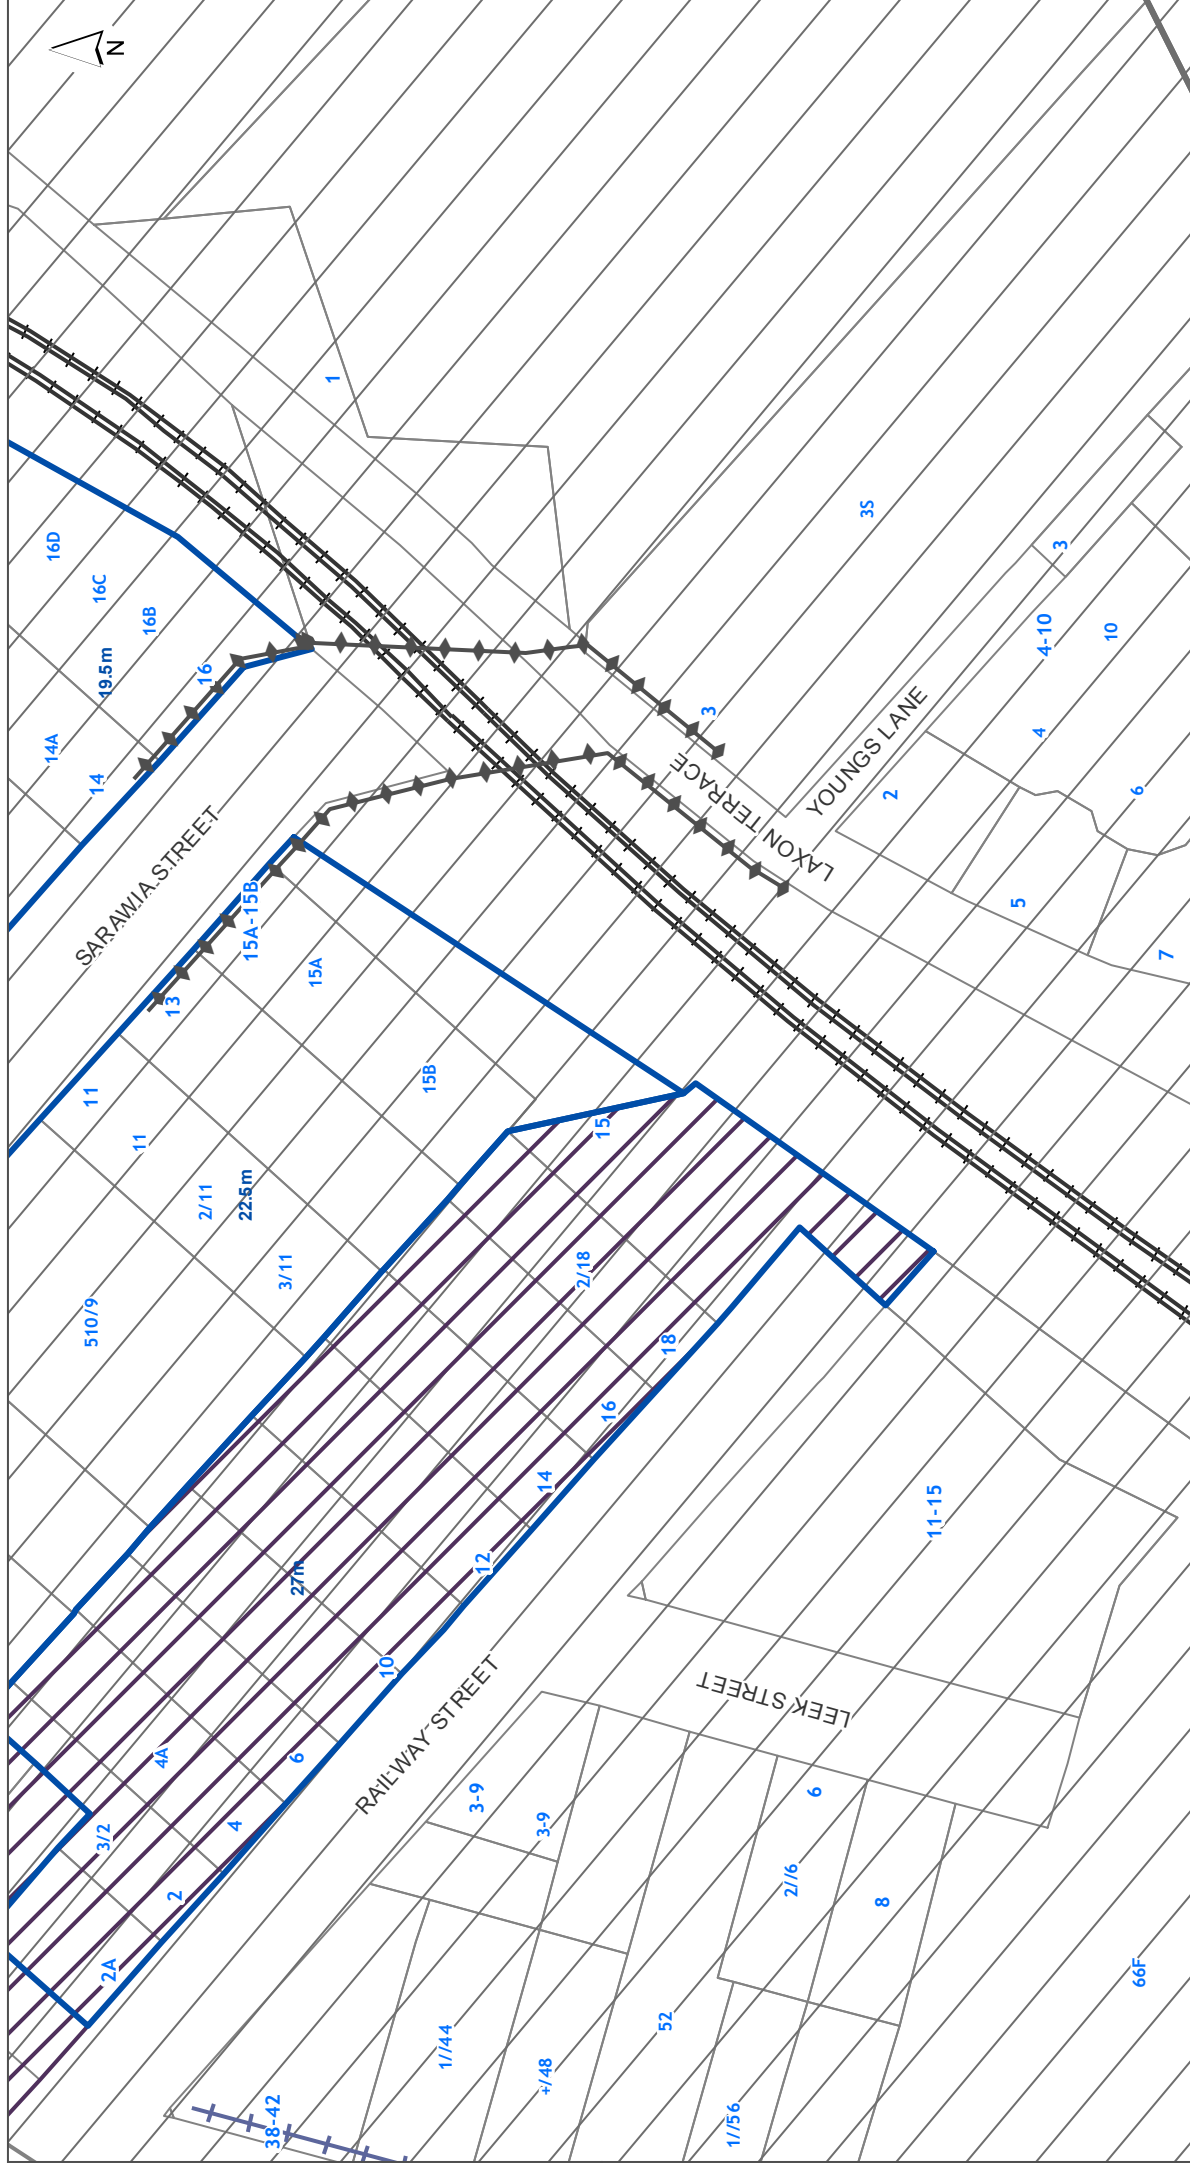 N
1
16D
16C
16B
19.5m
16
14A
14
3S
3
4-10
10
4
6
3
YOUNGS LANE
LAXON TERRACE
2
5
7
SARAWIA STREET
15A-15B
15A
13
15B
11
11
2/11
22.5m
3/11
510/9
15
2/18
18
16
14
12
27m
10
11-15
RAILWAY STREET
LEEK STREET
4A
6
3/2
4
2
2A
3-9
3-9
6
2//6
8
66F
52
1//44
+/48
1//56
38-42